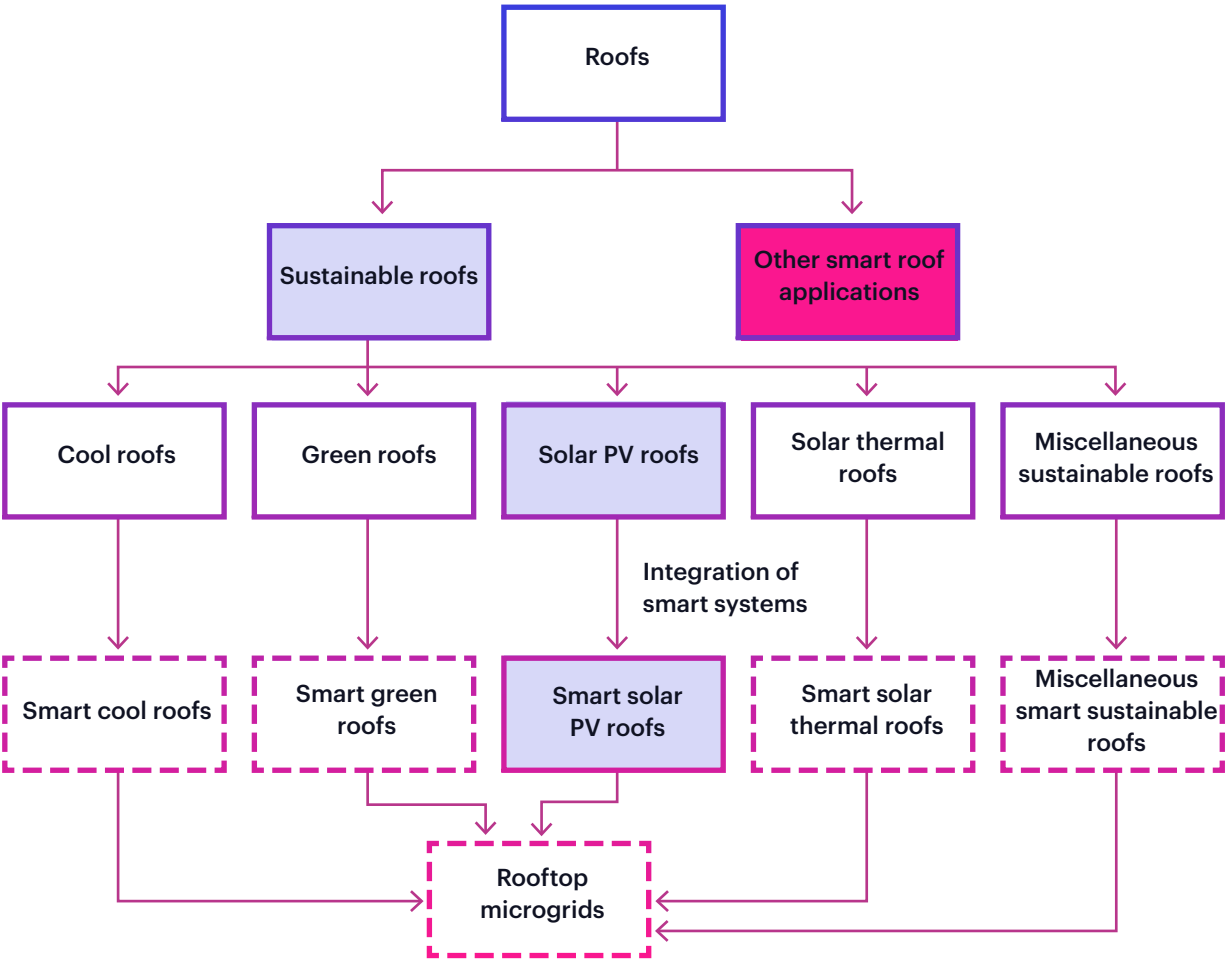 Roofs
Sustainable roofs
Other smart roof
applications
Cool roofs
Green roofs
Solar PV roofs
Solar thermal
roofs
Miscellaneous
sustainable roofs
Integration of
smart systems
Smart cool roofs
Smart green
roofs
Smart solar
PV roofs
Smart solar
thermal roofs
Miscellaneous
smart sustainable
roofs
Rooftop
microgrids